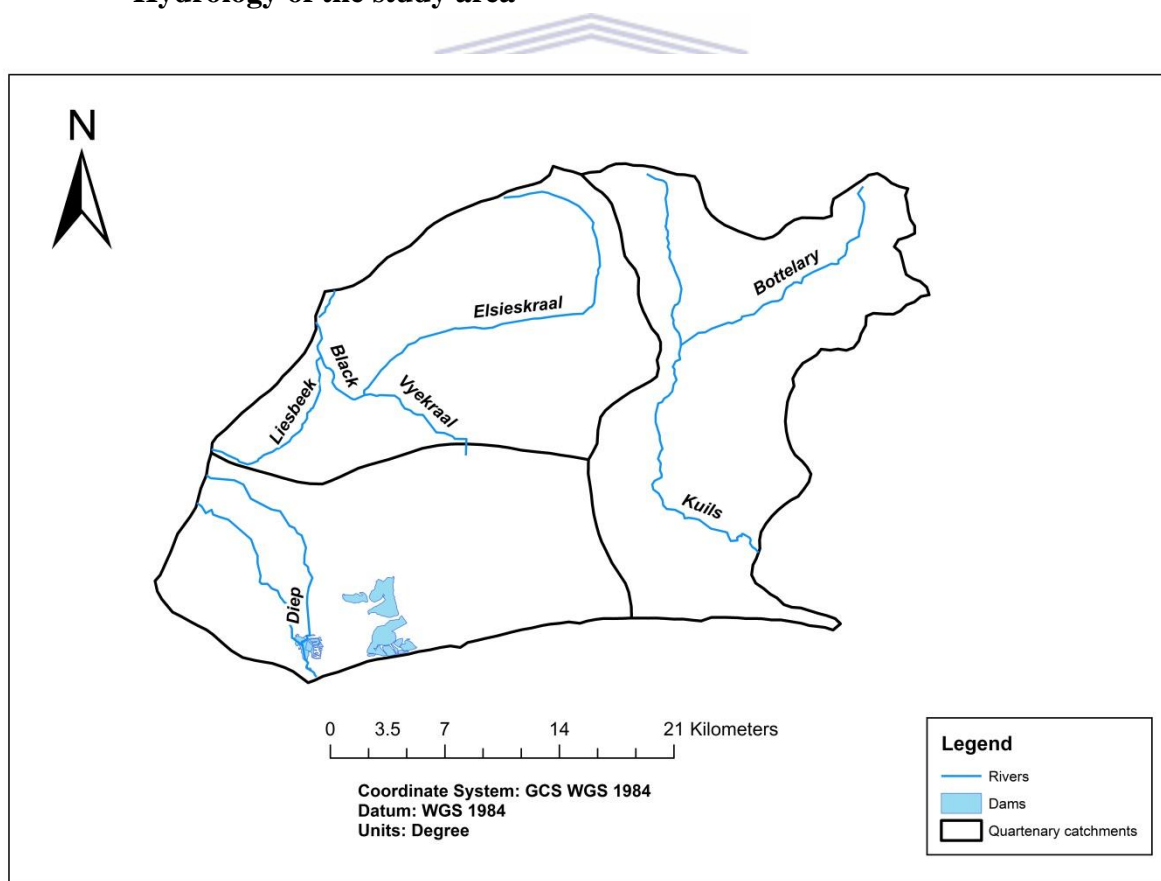 Hydrology of the study area
N
Bottelary
Elsieskraal
Black
Vyekraal
Liesbeek
Kuils
Diep
0 3.5 7 14 21 Kilometers
Coordinate System: GCS WGS 1984
Datum: WGS 1984
Units: Degree
Legend
Rivers
Dams
Quartenary catchments